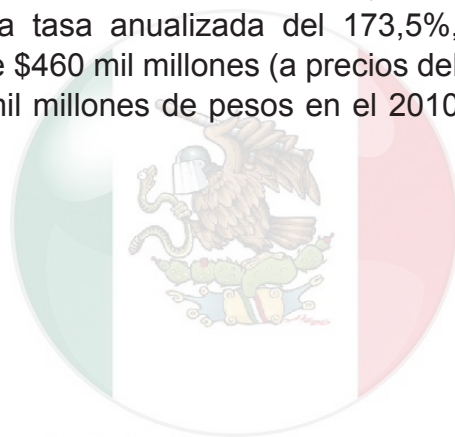 a tasa anualizada del 173,5%,
e $460 mil millones (a precios del
mil millones de pesos en el 2010